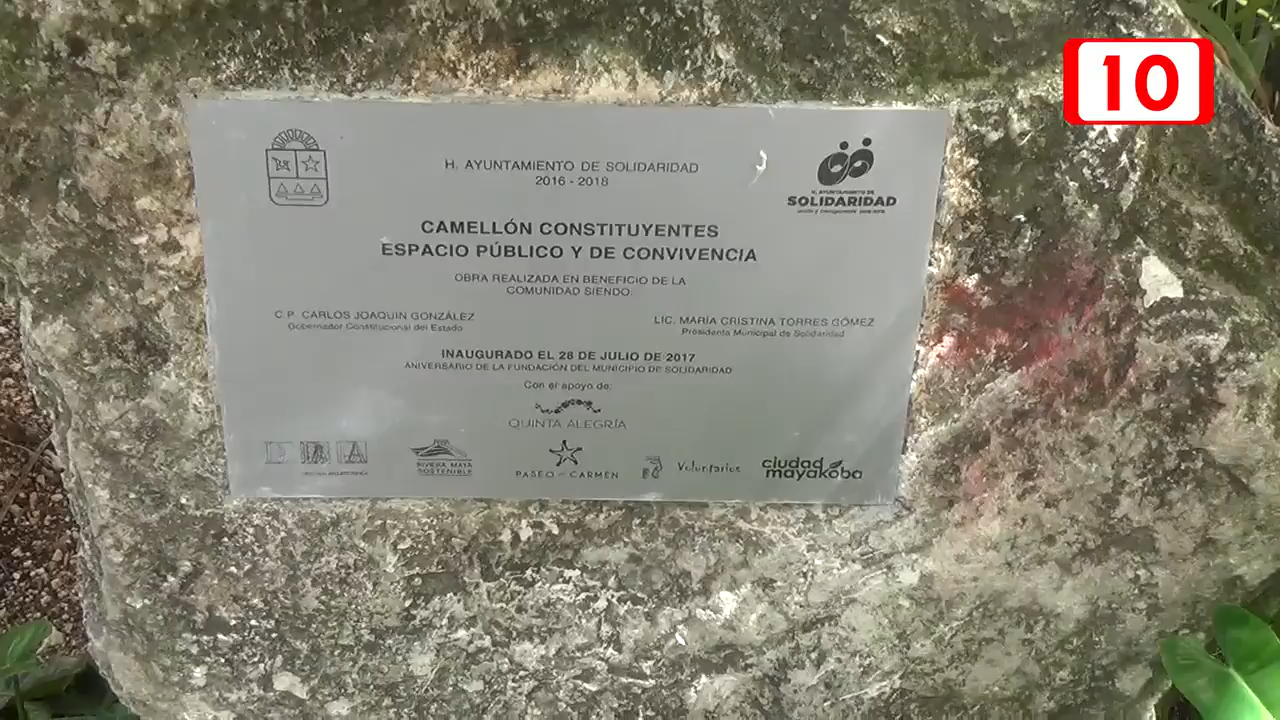 10
H. AYUNTAMIENTO DE SOLIDARIDAD
2016 - 2018
H. AYUNTAMIENTO DE
SOLIDARIDAD
CAMELLÓN CONSTITUYENTES
ESPACIO PÚBLICO Y DE CONVIVENCIA
OBRA REALIZADA EN BENEFICIO DE LA
COMUNIDAD SIENDO:
C.P. CARLOS JOAQUIN GONZÁLEZ
Gobernador Constitucional del Estado
LIC. MARÍA CRISTINA TORRES GÓMEZ
Presidenta Municipal de Solidaridad
INAUGURADO EL 28 DE JULIO DE 2017
ANIVERSARIO DE LA FUNDACIÓN DEL MUNICIPIO DE SOLIDARIDAD
Con el apoyo de:
QUINTA ALEGRÍA
RIVIERA MAYA
SOSTENIBLE
PASEO DEL CARMEN
Voluntarios
ciudad
mayakoba